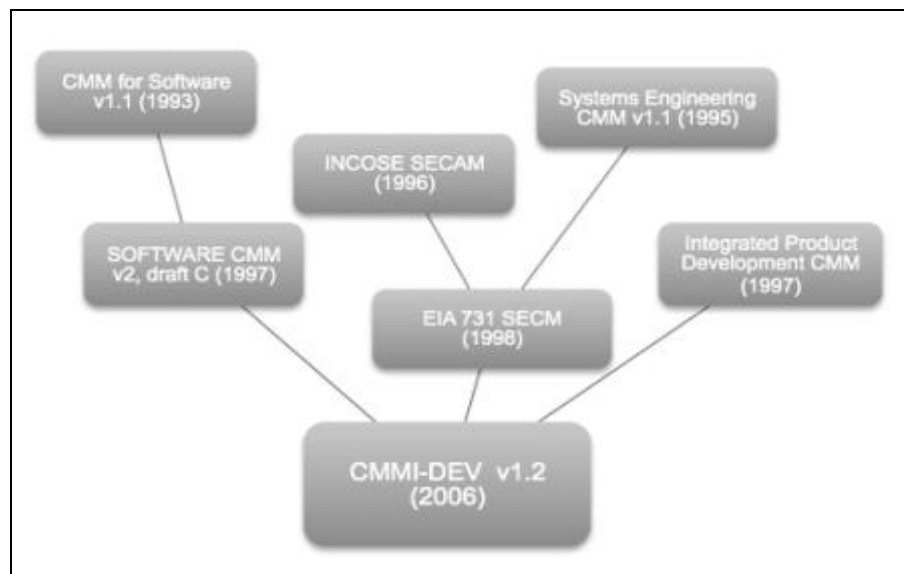 CMM for Software
v1.1 (1993)
Systems Engineering
CMM v1.1 (1995)
INCOSE SECAM
(1996)
SOFTWARE CMM
v2, draft C (1997)
Integrated Product
Development CMM
(1997)
EIA 731 SECM
(1998)
CMMI-DEV v1.2
(2006)